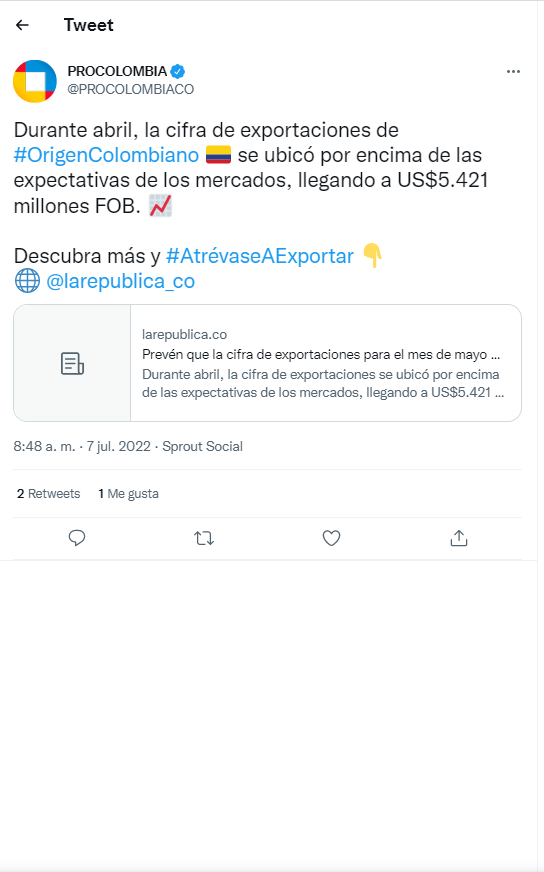 Tweet
PROCOLOMBIA
@PROCOLOMBIACO
Durante abril, la cifra de exportaciones de
#OrigenColombiano 🇨🇴 se ubicó por encima de las
expectativas de los mercados, llegando a US$5.421
millones FOB. 📈
Descubra más y #AtrévaseAExportar 👇
🌐 @larepublica_co
larepublica.co
Prevén que la cifra de exportaciones para el mes de mayo ...
Durante abril, la cifra de exportaciones se ubicó por encima
de las expectativas de los mercados, llegando a US$5.421 ...
8:48 a. m. · 7 jul. 2022 · Sprout Social
2 Retweets 1 Me gusta